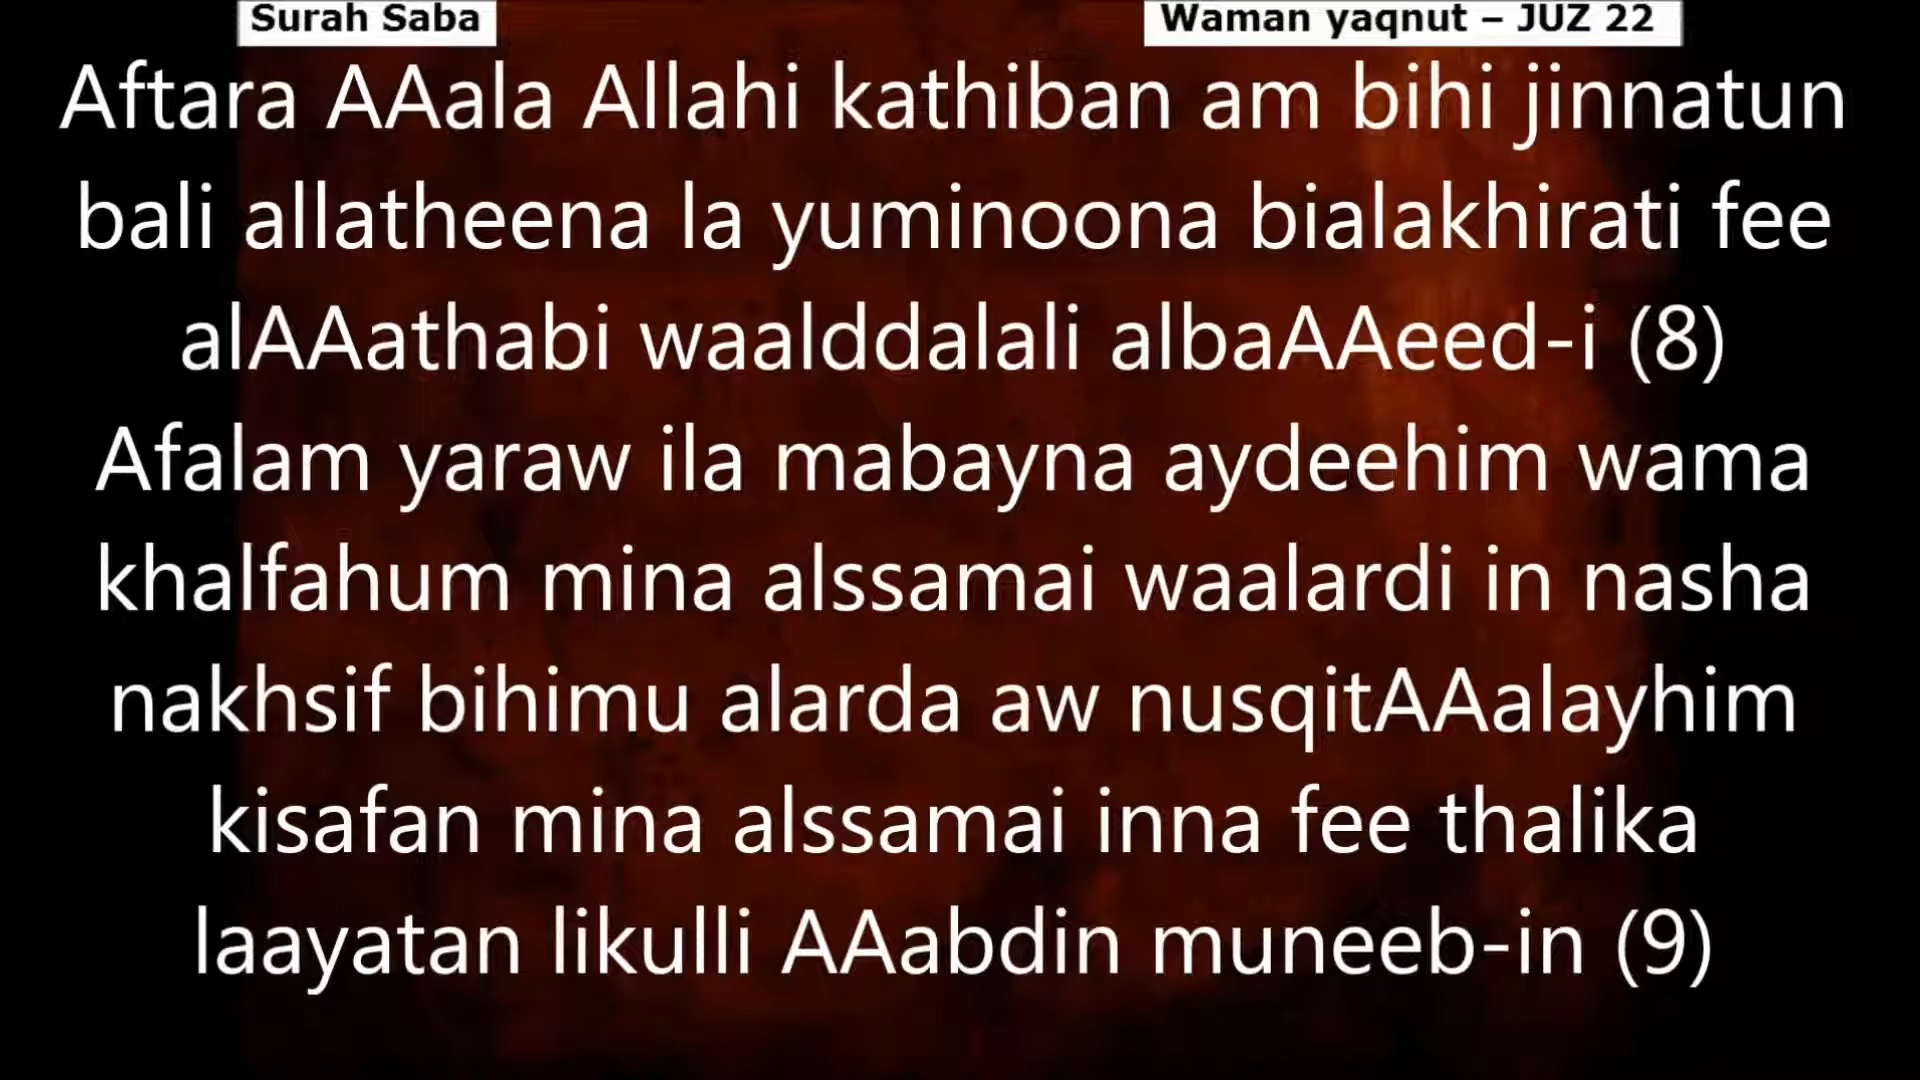 Surah Saba
Waman yaqnut – JUZ 22
Aftara AAala Allahi kathiban am bihi jinnatun
bali allatheena la yuminoona bialakhirati fee
alAAathabi waalddalali albaAAeed-i (8)
Afalam yaraw ila mabayna aydeehim wama
khalfahum mina alssamai waalardi in nasha
nakhsif bihimu alarda aw nusqitAAalayhim
kisafan mina alssamai inna fee thalika
laayatan likulli AAabdin muneeb-in (9)